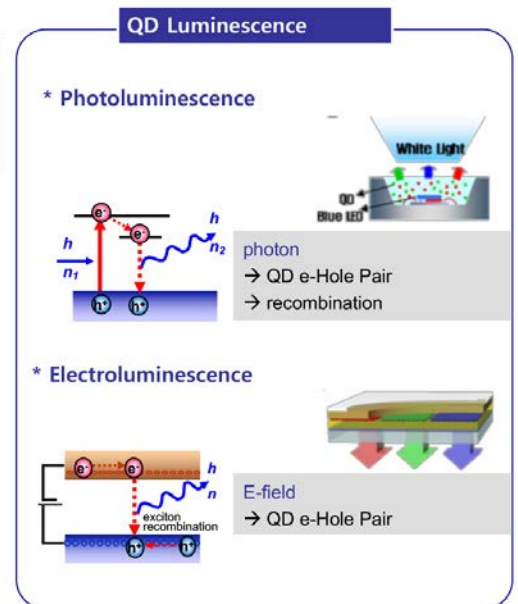 QD Luminescence
* Photoluminescence
White Light
QD
Blue LED
e-
e-
h
n1
h
n2
h+
h+
photon
→ QD e-Hole Pair
→ recombination
* Electroluminescence
e-
e-
h
n
exciton
recombination
h+
h+
E-field
→ QD e-Hole Pair